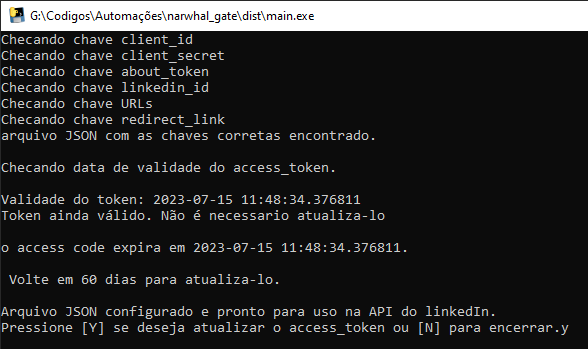 G:\Codigos\Automações\narwhal_gate\dist\main.exe
Checando chave client_id
Checando chave client_secret
Checando chave about_token
Checando chave linkedin_id
Checando chave URLs
Checando chave redirect_link
arquivo JSON com as chaves corretas encontrado.
Checando data de validade do access_token.
Validade do token: 2023-07-15 11:48:34.376811
Token ainda válido. Não é necessario atualiza-lo
o access code expira em 2023-07-15 11:48:34.376811.
Volte em 60 dias para atualiza-lo.
Arquivo JSON configurado e pronto para uso na API do linkedIn.
Pressione [Y] se deseja atualizar o access_token ou [N] para encerrar.y